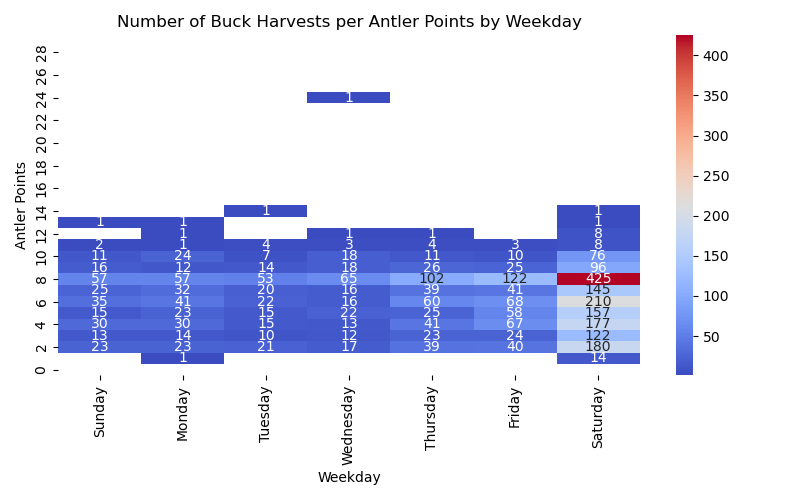 Number of Buck Harvests per Antler Points by Weekday
28
400
26
350
24 1
22
300
20
18
250
16
Antler Points
14 1 1
200
1 1 1
12 1 1 1 8
2 1 4 3 4 3 8
150
10 11 24 7 18 11 10 76
16 12 14 18 26 25 96
8 57 57 53 65 102 122 425
100
25 32 20 16 39 41 145
6 35 41 22 16 60 68 210
15 23 15 22 25 58 157
4 30 30 15 13 41 67 177
50
13 14 10 12 23 24 122
2 23 23 21 17 39 40 180
1 14
0
Sunday Monday Tuesday Wednesday Thursday Friday Saturday
Weekday